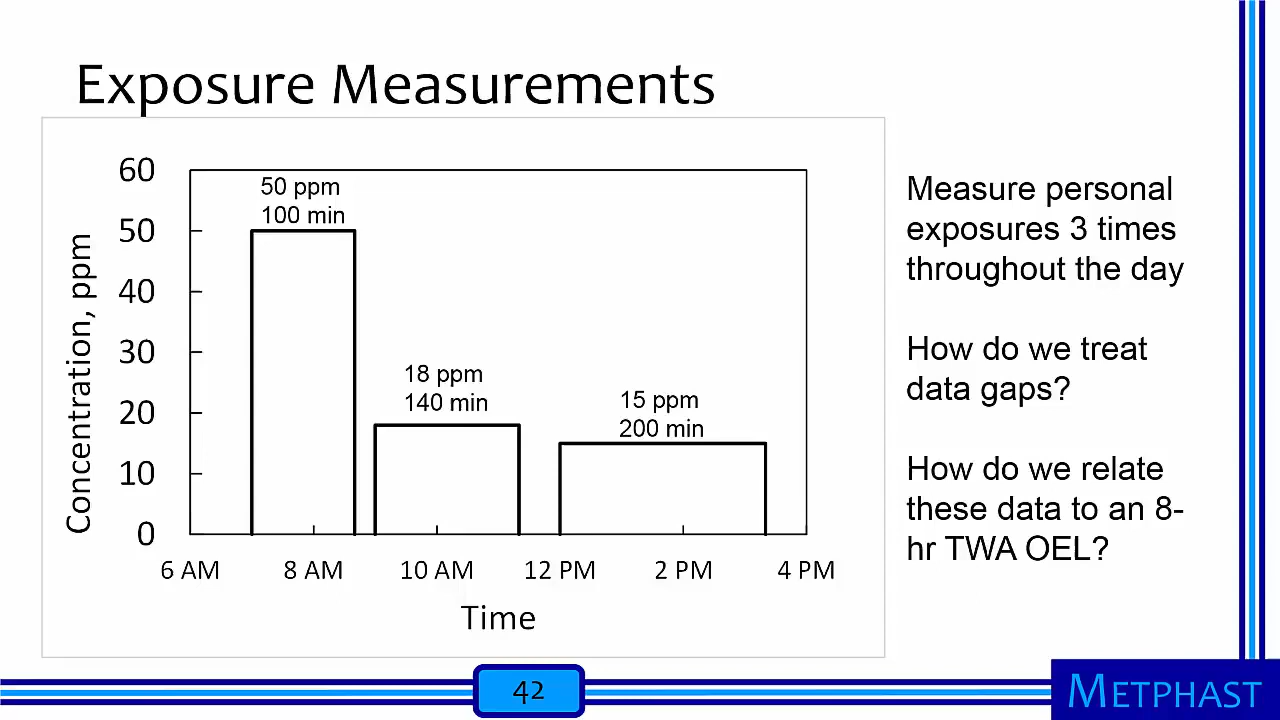 Exposure Measurements
60
50
40
30
20
10
0
Concentration, ppm
50 ppm
100 min
18 ppm
140 min
15 ppm
200 min
6 AM
8 AM
10 AM
12 PM
2 PM
4 PM
Time
Measure personal
exposures 3 times
throughout the day
How do we treat
data gaps?
How do we relate
these data to an 8-
hr TWA OEL?
42
METPHAST